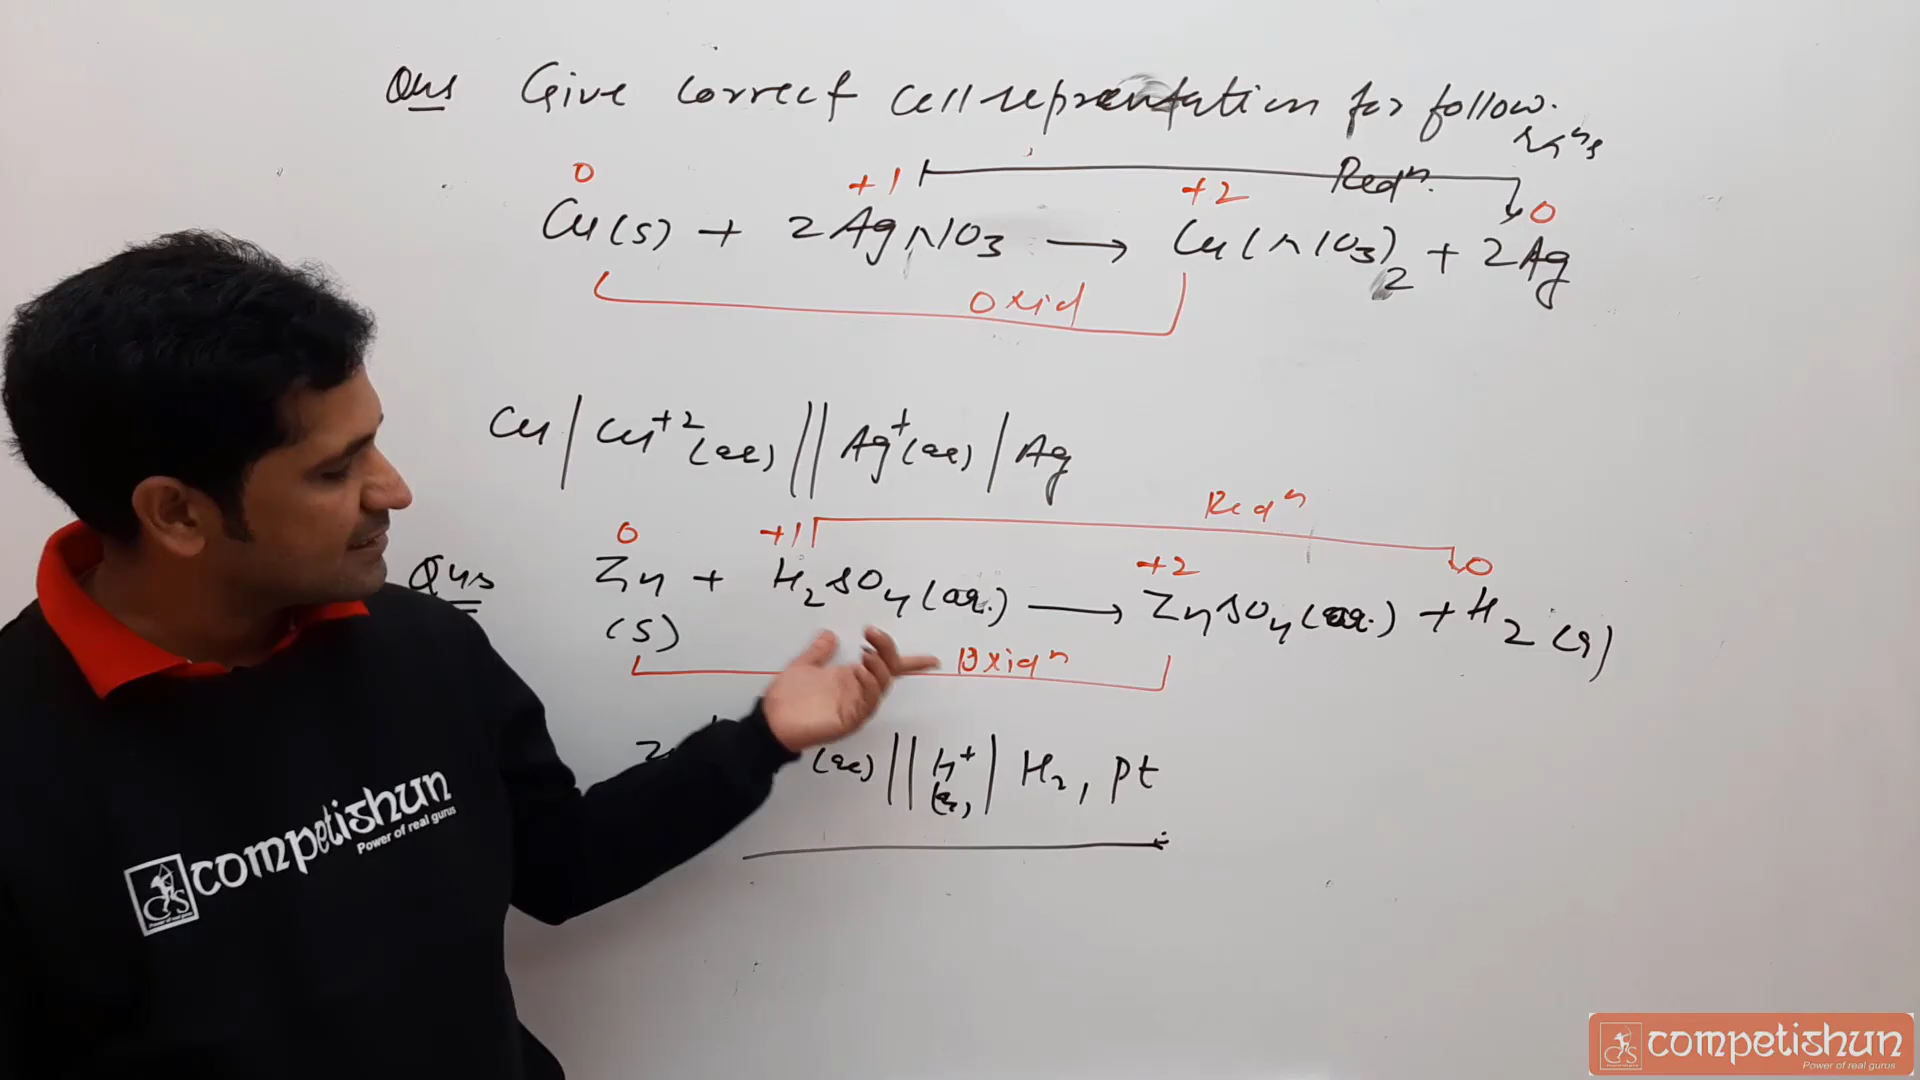 Qus Give correct cell representation for follow.
rxⁿs
Redⁿ.
0 +1 +2 0
Cu(s) + 2AgNO₃ → Cu(NO₃)₂ + 2Ag
Oxid
Cu | Cu⁺²(aq) || Ag⁺(aq) | Ag
Redⁿ
0 +1 +2 0
Qus Zn(s) + H₂SO₄(aq.) → ZnSO₄(aq.) + H₂(g)
Oxidⁿ
(aq) || H⁺(aq) | H₂, Pt
competishun
Power of real gurus
CS
competishun
Power of real gurus